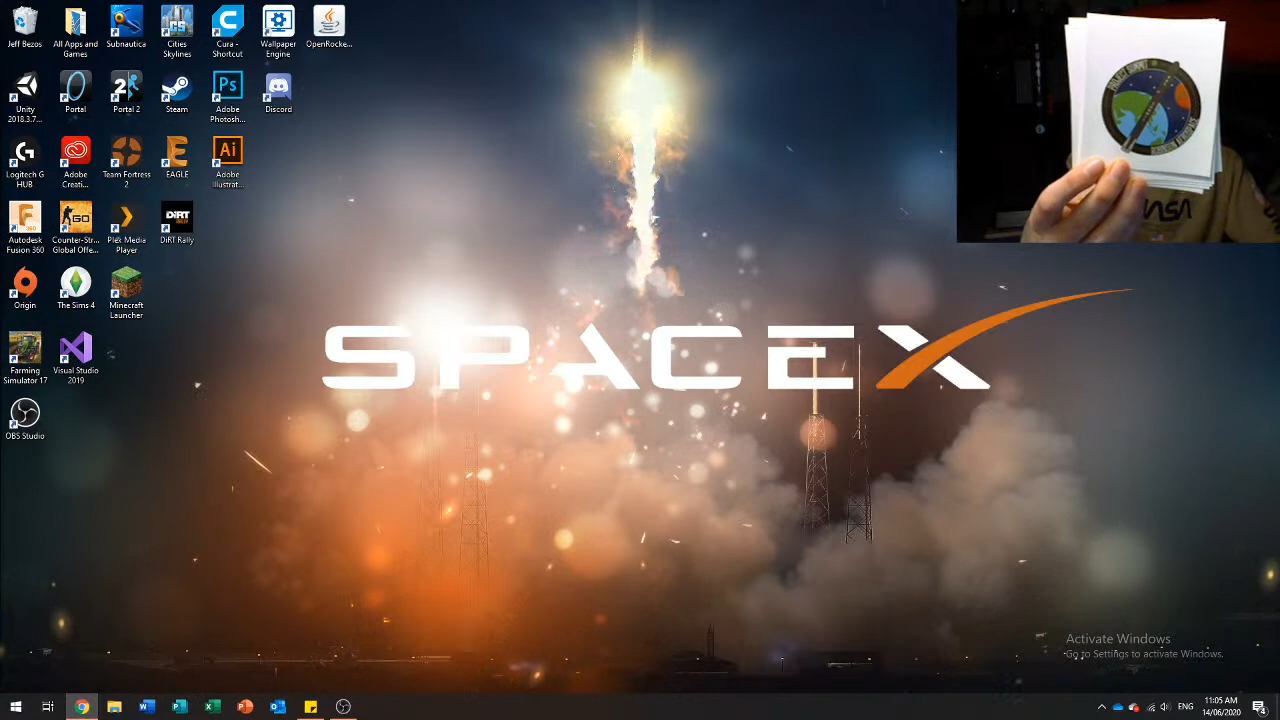 Jeff Bezos
All Apps and
Games
Subnautica
Cities
Skylines
Cura -
Shortcut
Wallpaper
Engine
OpenRocke...
Unity
2018.3.7...
Portal
Portal 2
Steam
Adobe
Photosh...
Discord
Logitech G
HUB
Adobe
Creati...
Team Fortress
2
EAGLE
Adobe
Illustrat...
Autodesk
Fusion 360
Counter-Str...
Global Offe...
Plex Media
Player
DiRT Rally
Origin
The Sims 4
Minecraft
Launcher
Farming
Simulator 17
Visual Studio
2019
OBS Studio
PROJECT SUMMIT
NASA
SPACEX
Activate Windows
Go to Settings to activate Windows.
ENG
11:05 AM
14/06/2020